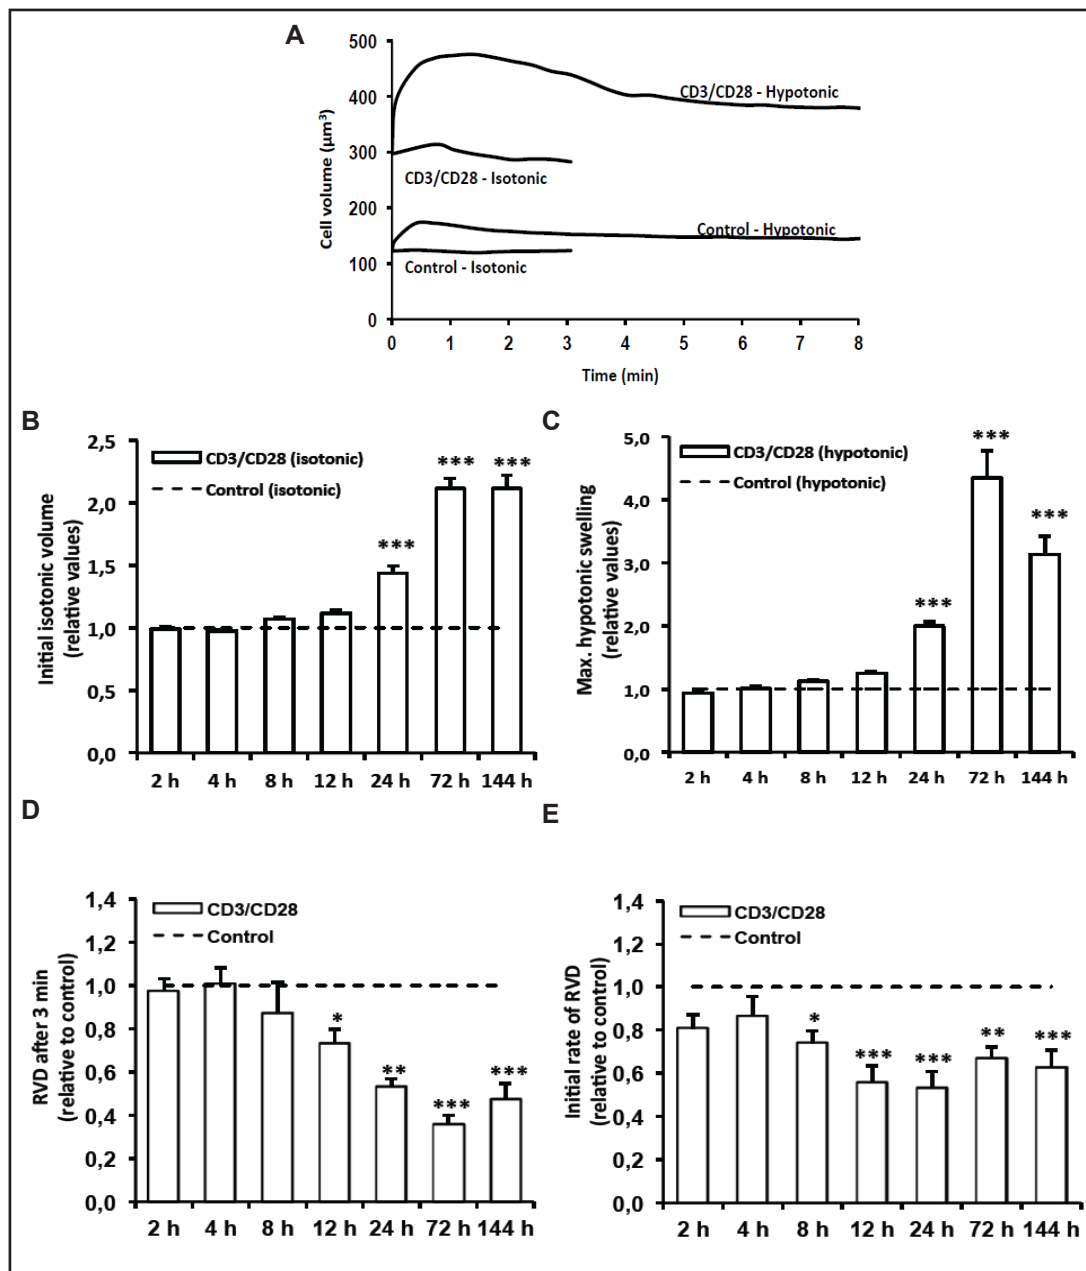 A
500
400
300
200
100
0
Cell volume (µm³)
CD3/CD28 - Hypotonic
CD3/CD28 - Isotonic
Control - Hypotonic
Control - Isotonic
0 1 2 3 4 5 6 7 8
Time (min)
B
2,5
2,0
1,5
1,0
0,5
0,0
Initial isotonic volume
(relative values)
CD3/CD28 (isotonic)
Control (isotonic)
*** *** ***
2 h 4 h 8 h 12 h 24 h 72 h 144 h
C
5,0
4,0
3,0
2,0
1,0
0,0
Max. hypotonic swelling
(relative values)
CD3/CD28 (hypotonic)
Control (hypotonic)
*** *** ***
2 h 4 h 8 h 12 h 24 h 72 h 144 h
D
1,4
1,2
1,0
0,8
0,6
0,4
0,2
0,0
RVD after 3 min
(relative to control)
CD3/CD28
Control
* ** *** ***
2 h 4 h 8 h 12 h 24 h 72 h 144 h
E
1,4
1,2
1,0
0,8
0,6
0,4
0,2
0,0
Initial rate of RVD
(relative to control)
CD3/CD28
Control
* *** *** ** ***
2 h 4 h 8 h 12 h 24 h 72 h 144 h